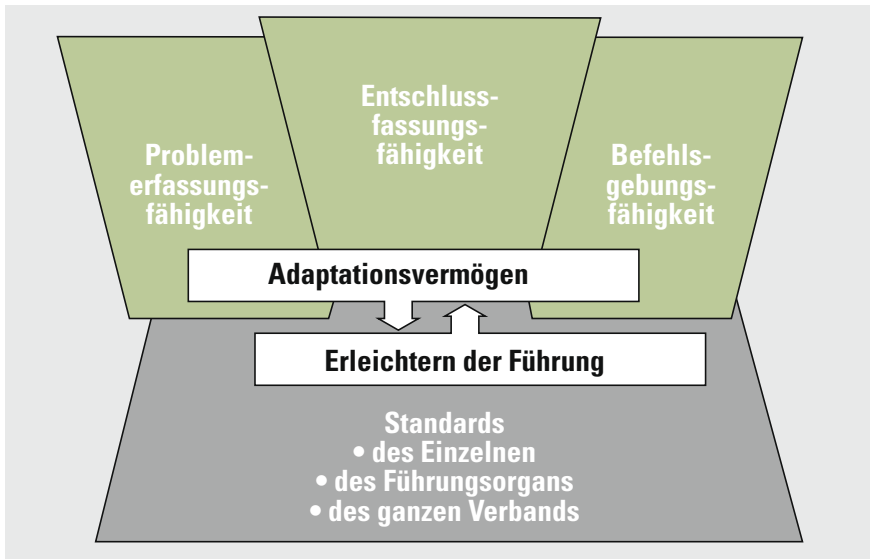 Problem-
erfassungs-
fähigkeit
Entschluss-
fassungs-
fähigkeit
Befehls-
gebungs-
fähigkeit
Adaptationsvermögen
Erleichtern der Führung
Standards
• des Einzelnen
• des Führungsorgans
• des ganzen Verbands